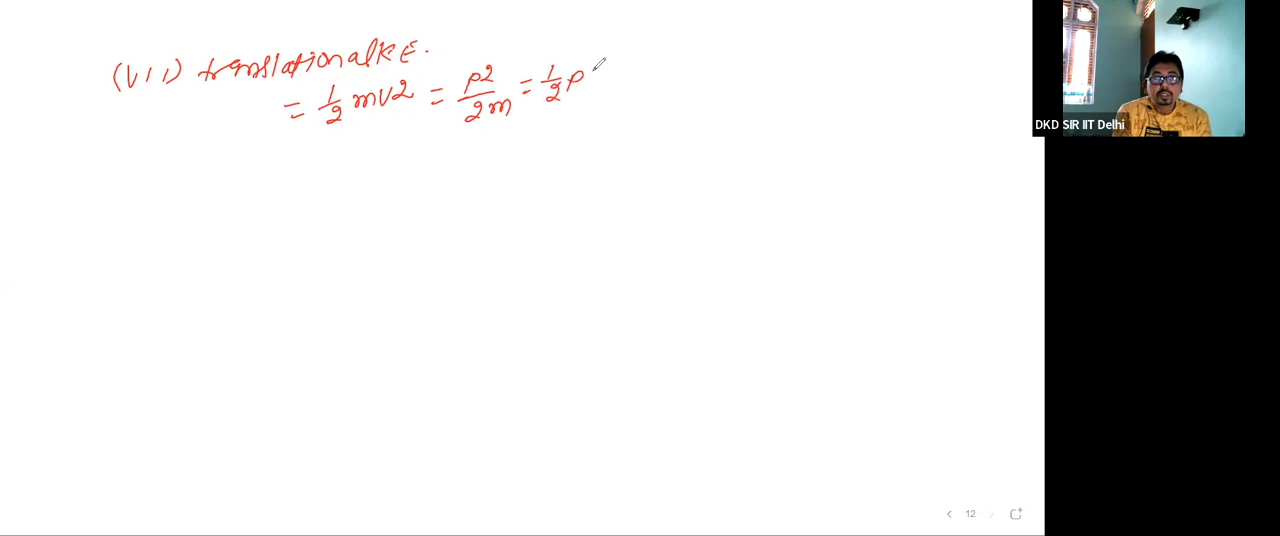 (VII) translational KE.
= 1/2 mv2 = p2/2m = 1/2 p
DKD SIR IIT Delhi
12